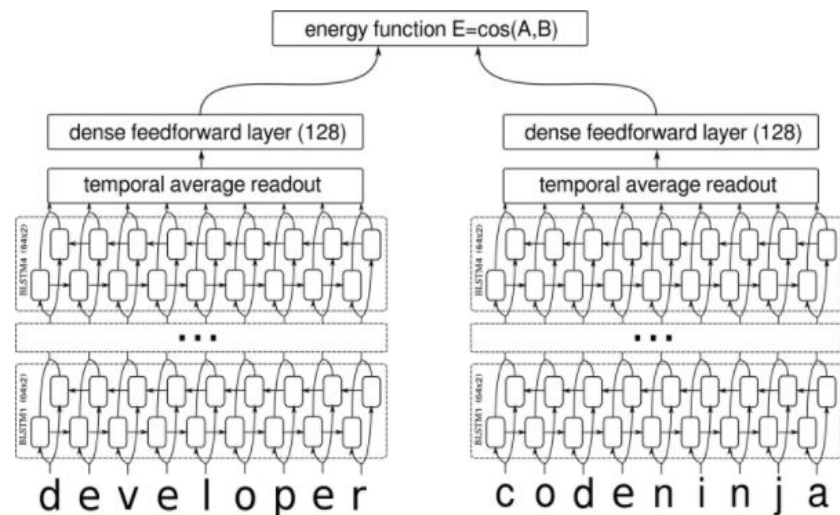 energy function E=cos(A,B)
dense feedforward layer (128)
dense feedforward layer (128)
temporal average readout
temporal average readout
BLSTM4 (64x2)
BLSTM4 (64x2)
...
...
BLSTM1 (64x2)
BLSTM1 (64x2)
d e v e l o p e r
c o d e n i n j a